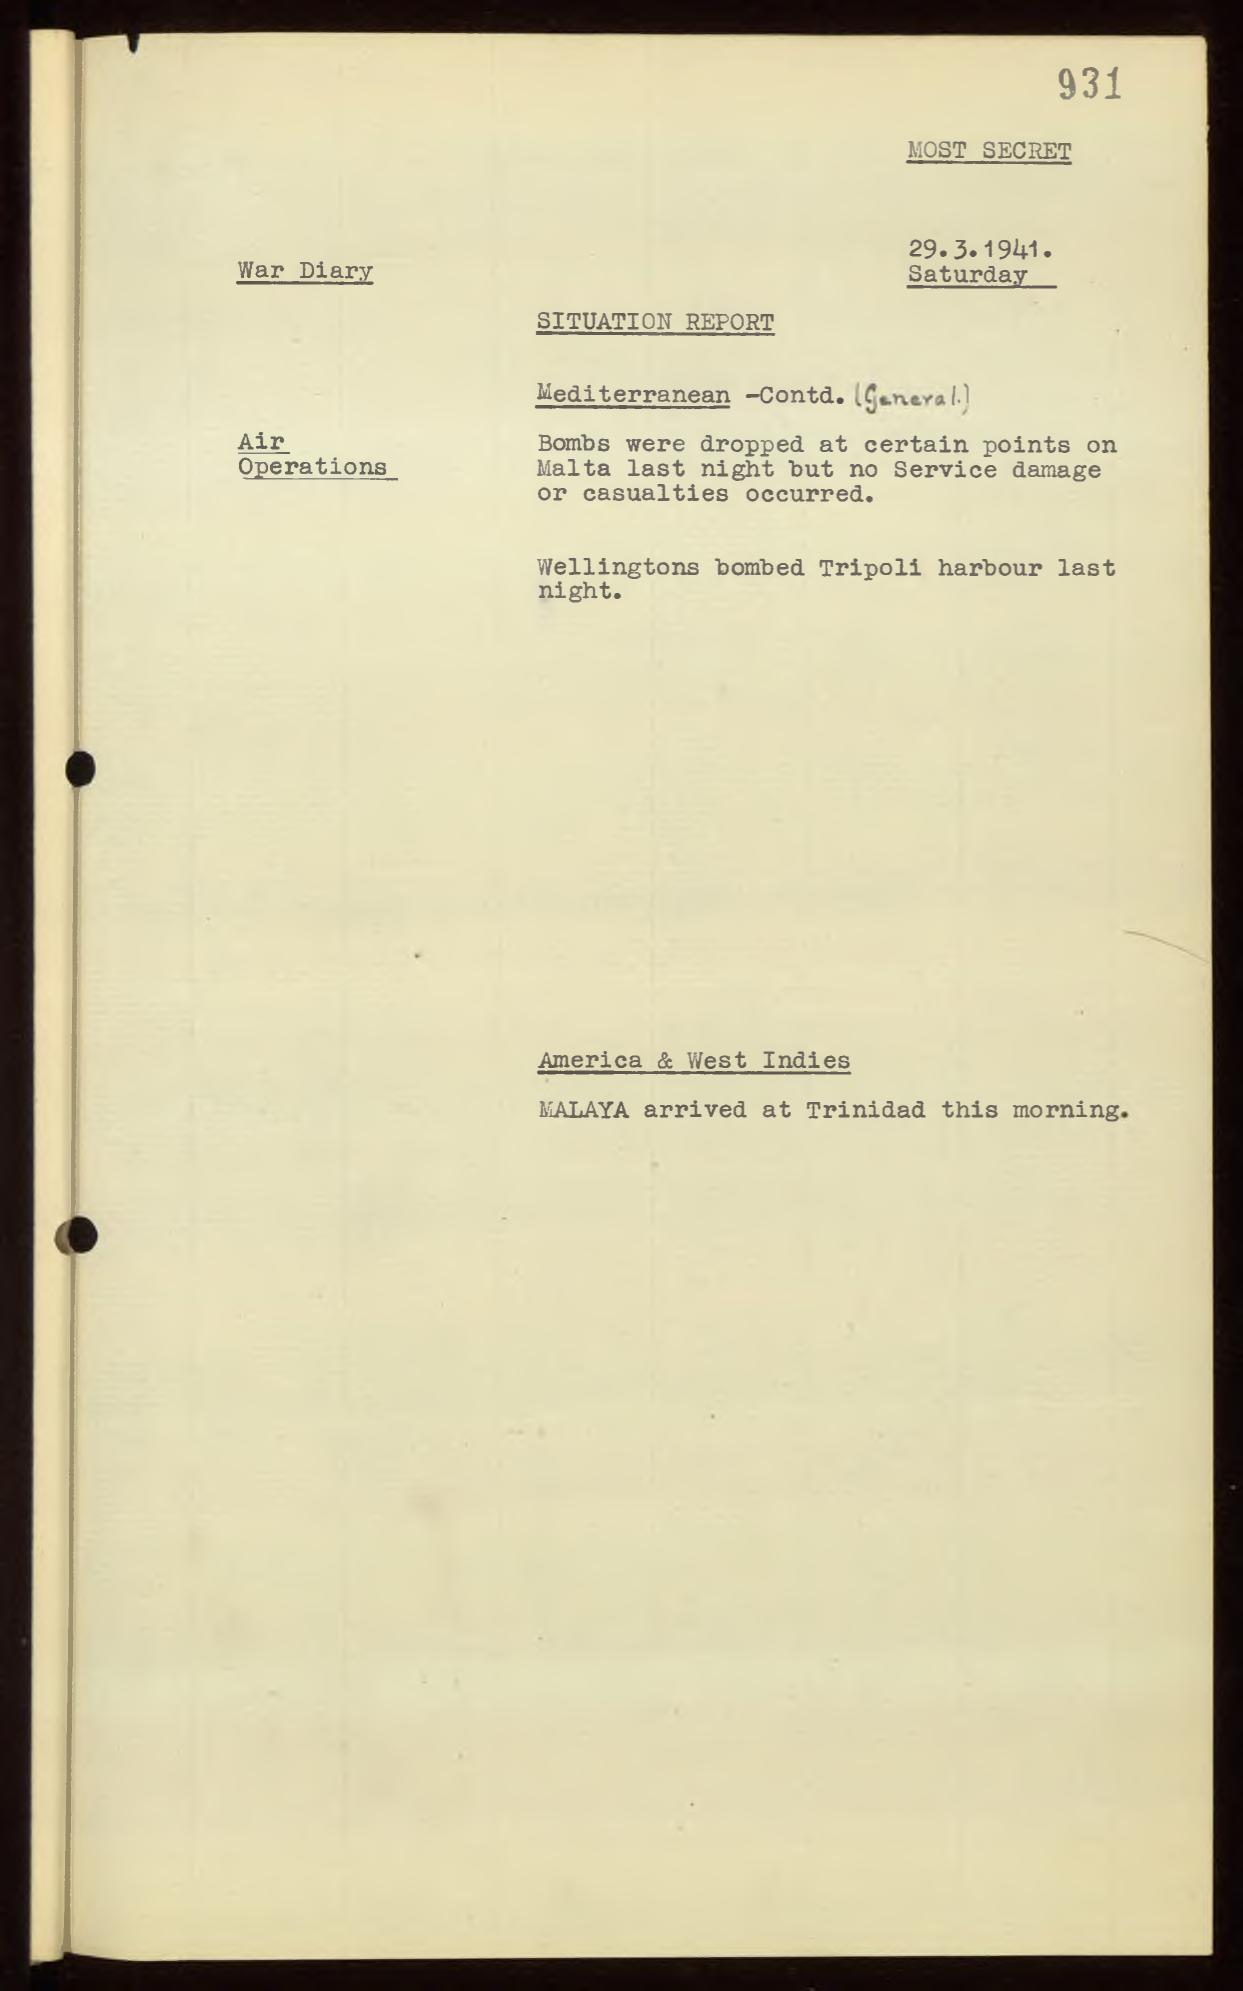 931
MOST SECRET
29.3.1941.
Saturday
War Diary
SITUATION REPORT
Mediterranean -Contd. (General.)
Air
Operations
Bombs were dropped at certain points on
Malta last night but no Service damage
or casualties occurred.
Wellingtons bombed Tripoli harbour last
night.
America & West Indies
MALAYA arrived at Trinidad this morning.